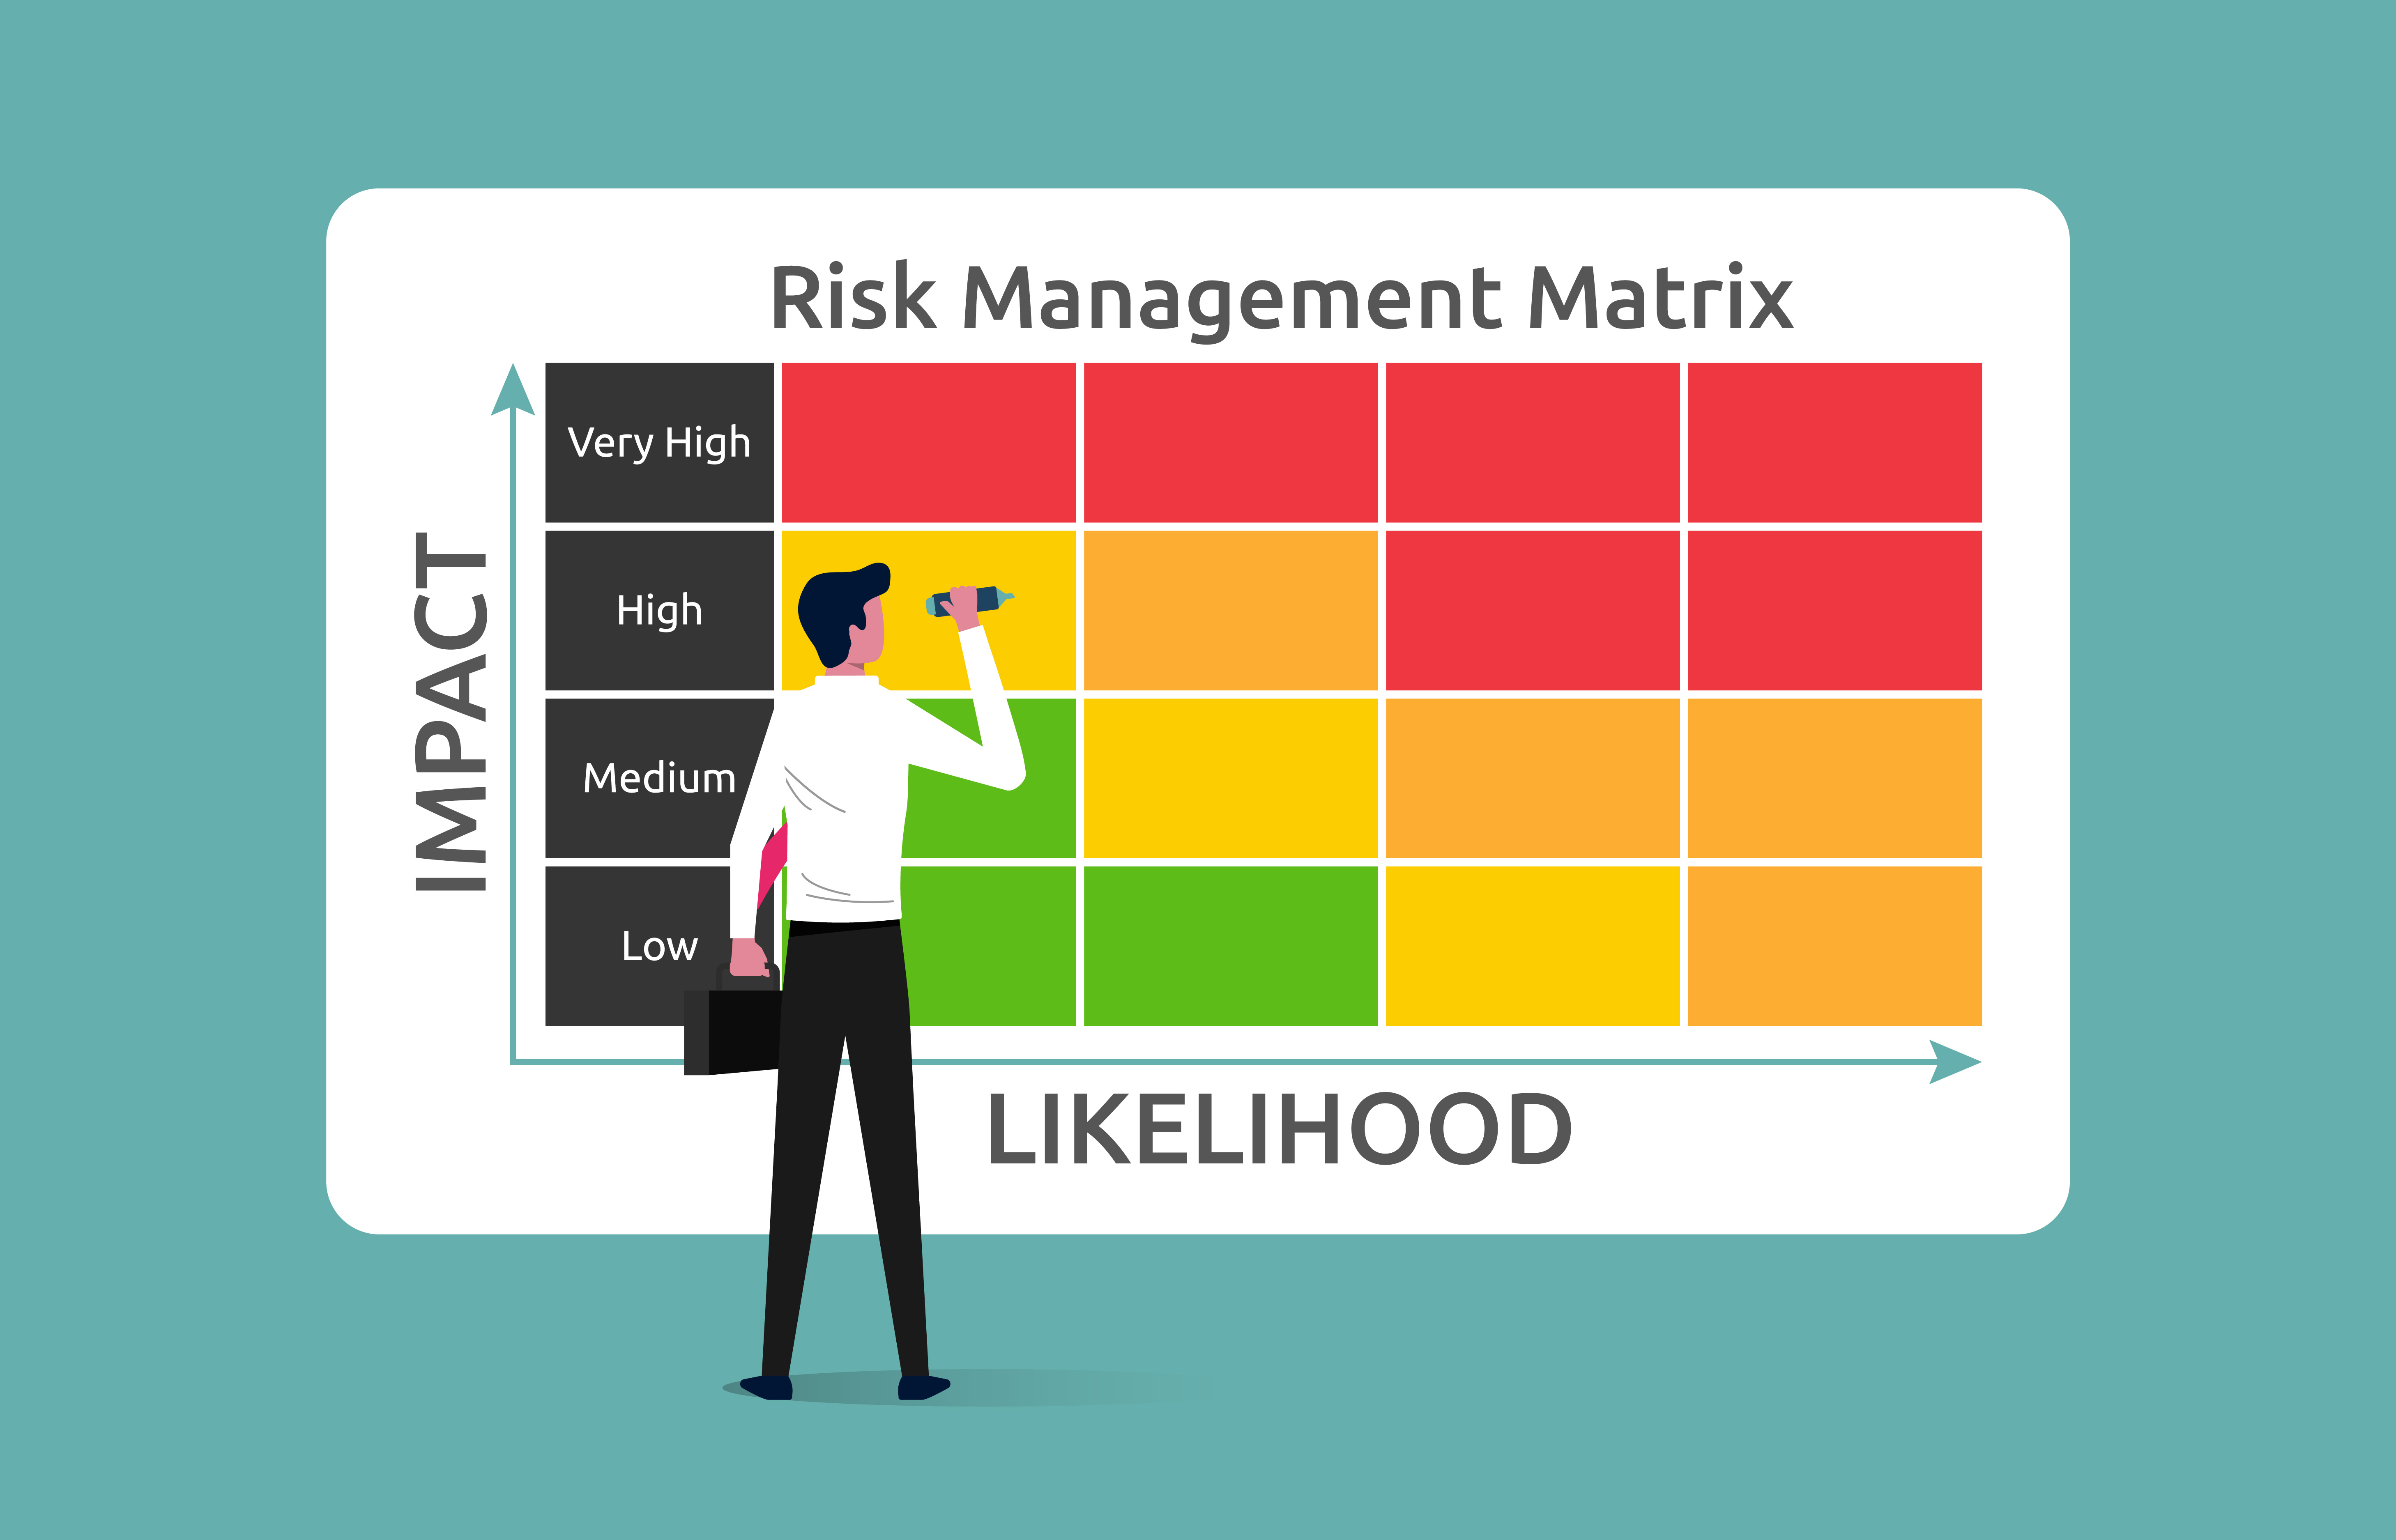 Risk Management Matrix
Very High
High
Medium
Low
IMPACT
LIKELIHOOD